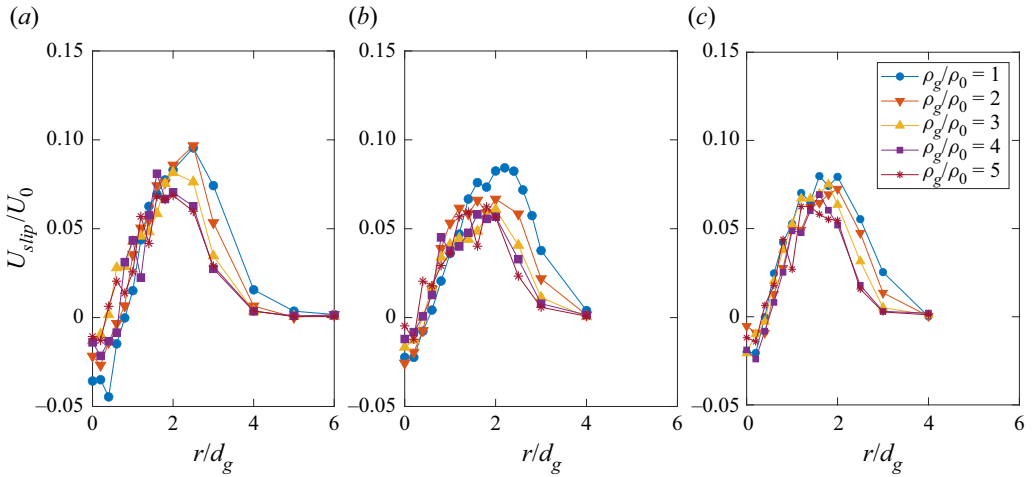 (a)
(b)
(c)
0.15
0.10
0.05
0
–0.05
U_slip/U_0
0 2 4 6
r/d_g
0.15
0.10
0.05
0
–0.05
0 2 4 6
r/d_g
0.15
0.10
0.05
0
–0.05
0 1 2 3 4 5 6
r/d_g
ρ_g/ρ_0 = 1
ρ_g/ρ_0 = 2
ρ_g/ρ_0 = 3
ρ_g/ρ_0 = 4
ρ_g/ρ_0 = 5